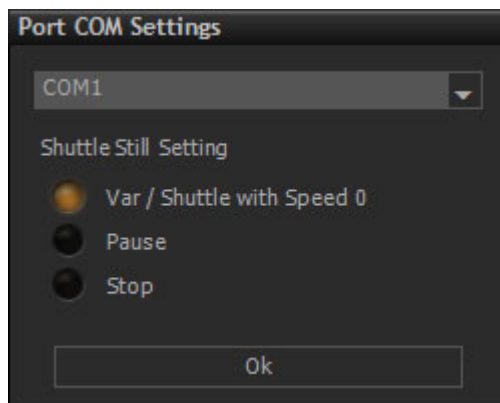 Port COM Settings
COM1
Shuttle Still Setting
Var / Shuttle with Speed 0
Pause
Stop
Ok